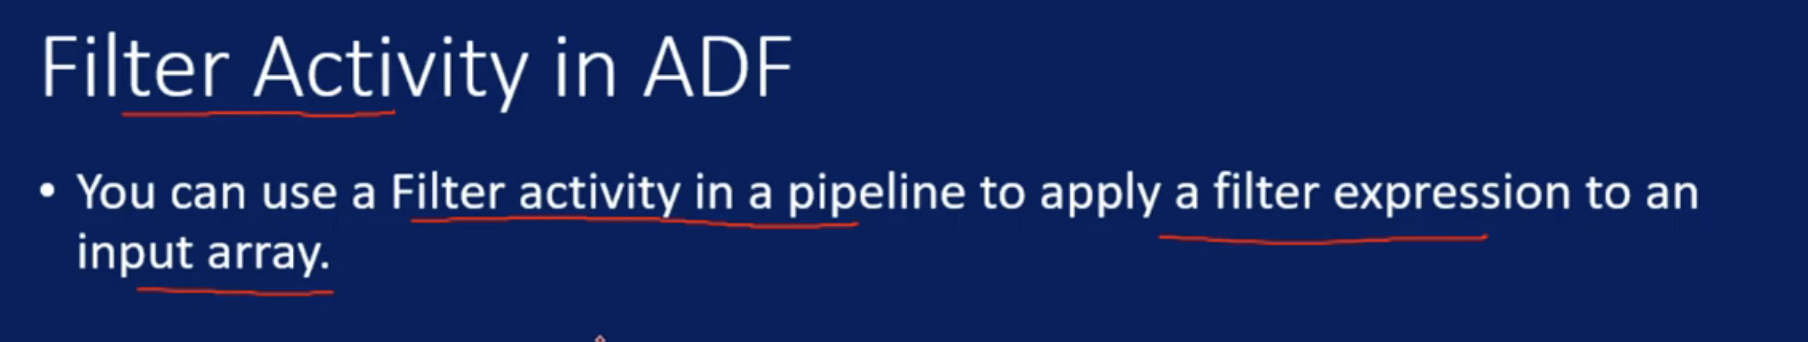 Filter Activity in ADF
• You can use a Filter activity in a pipeline to apply a filter expression to an
input array.